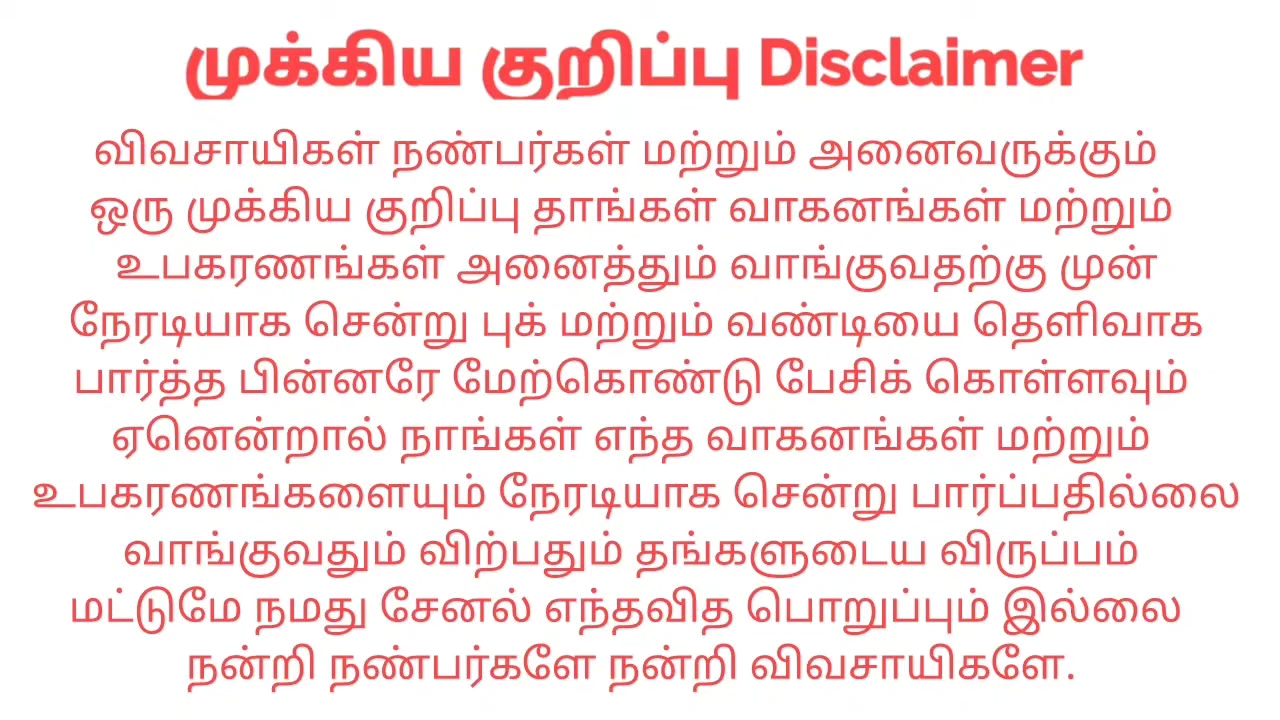 முக்கிய குறிப்பு Disclaimer
விவசாயிகள் நண்பர்கள் மற்றும் அனைவருக்கும்
ஒரு முக்கிய குறிப்பு தாங்கள் வாகனங்கள் மற்றும்
உபகரணங்கள் அனைத்தும் வாங்குவதற்கு முன்
நேரடியாக சென்று புக் மற்றும் வண்டியை தெளிவாக
பார்த்த பின்னரே மேற்கொண்டு பேசிக் கொள்ளவும்
ஏனென்றால் நாங்கள் எந்த வாகனங்கள் மற்றும்
உபகரணங்களையும் நேரடியாக சென்று பார்ப்பதில்லை
வாங்குவதும் விற்பதும் தங்களுடைய விருப்பம்
மட்டுமே நமது சேனல் எந்தவித பொறுப்பும் இல்லை
நன்றி நண்பர்களே நன்றி விவசாயிகளே.